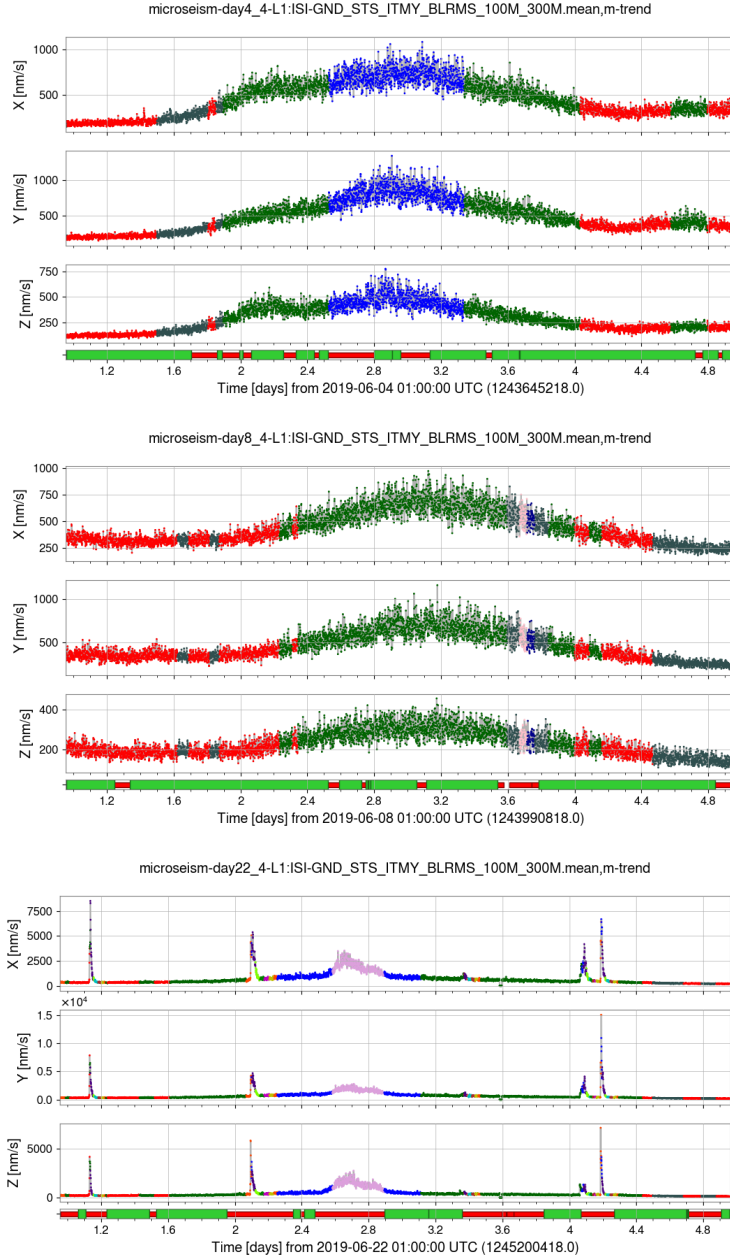 microseism-day4_4-L1:ISI-GND_STS_ITMY_BLRMS_100M_300M.mean,m-trend
1000
500
X [nm/s]
1000
500
Y [nm/s]
750
500
250
Z [nm/s]
1.2 1.6 2 2.4 2.8 3.2 3.6 4 4.4 4.8
Time [days] from 2019-06-04 01:00:00 UTC (1243645218.0)
microseism-day8_4-L1:ISI-GND_STS_ITMY_BLRMS_100M_300M.mean,m-trend
1000
750
500
250
X [nm/s]
1000
500
Y [nm/s]
400
200
Z [nm/s]
1.2 1.6 2 2.4 2.8 3.2 3.6 4 4.4 4.8
Time [days] from 2019-06-08 01:00:00 UTC (1243990818.0)
microseism-day22_4-L1:ISI-GND_STS_ITMY_BLRMS_100M_300M.mean,m-trend
7500
5000
2500
0
X [nm/s]
×10⁴
1.5
1.0
0.5
0.0
Y [nm/s]
5000
0
Z [nm/s]
1.2 1.6 2 2.4 2.8 3.2 3.6 4 4.4 4.8
Time [days] from 2019-06-22 01:00:00 UTC (1245200418.0)